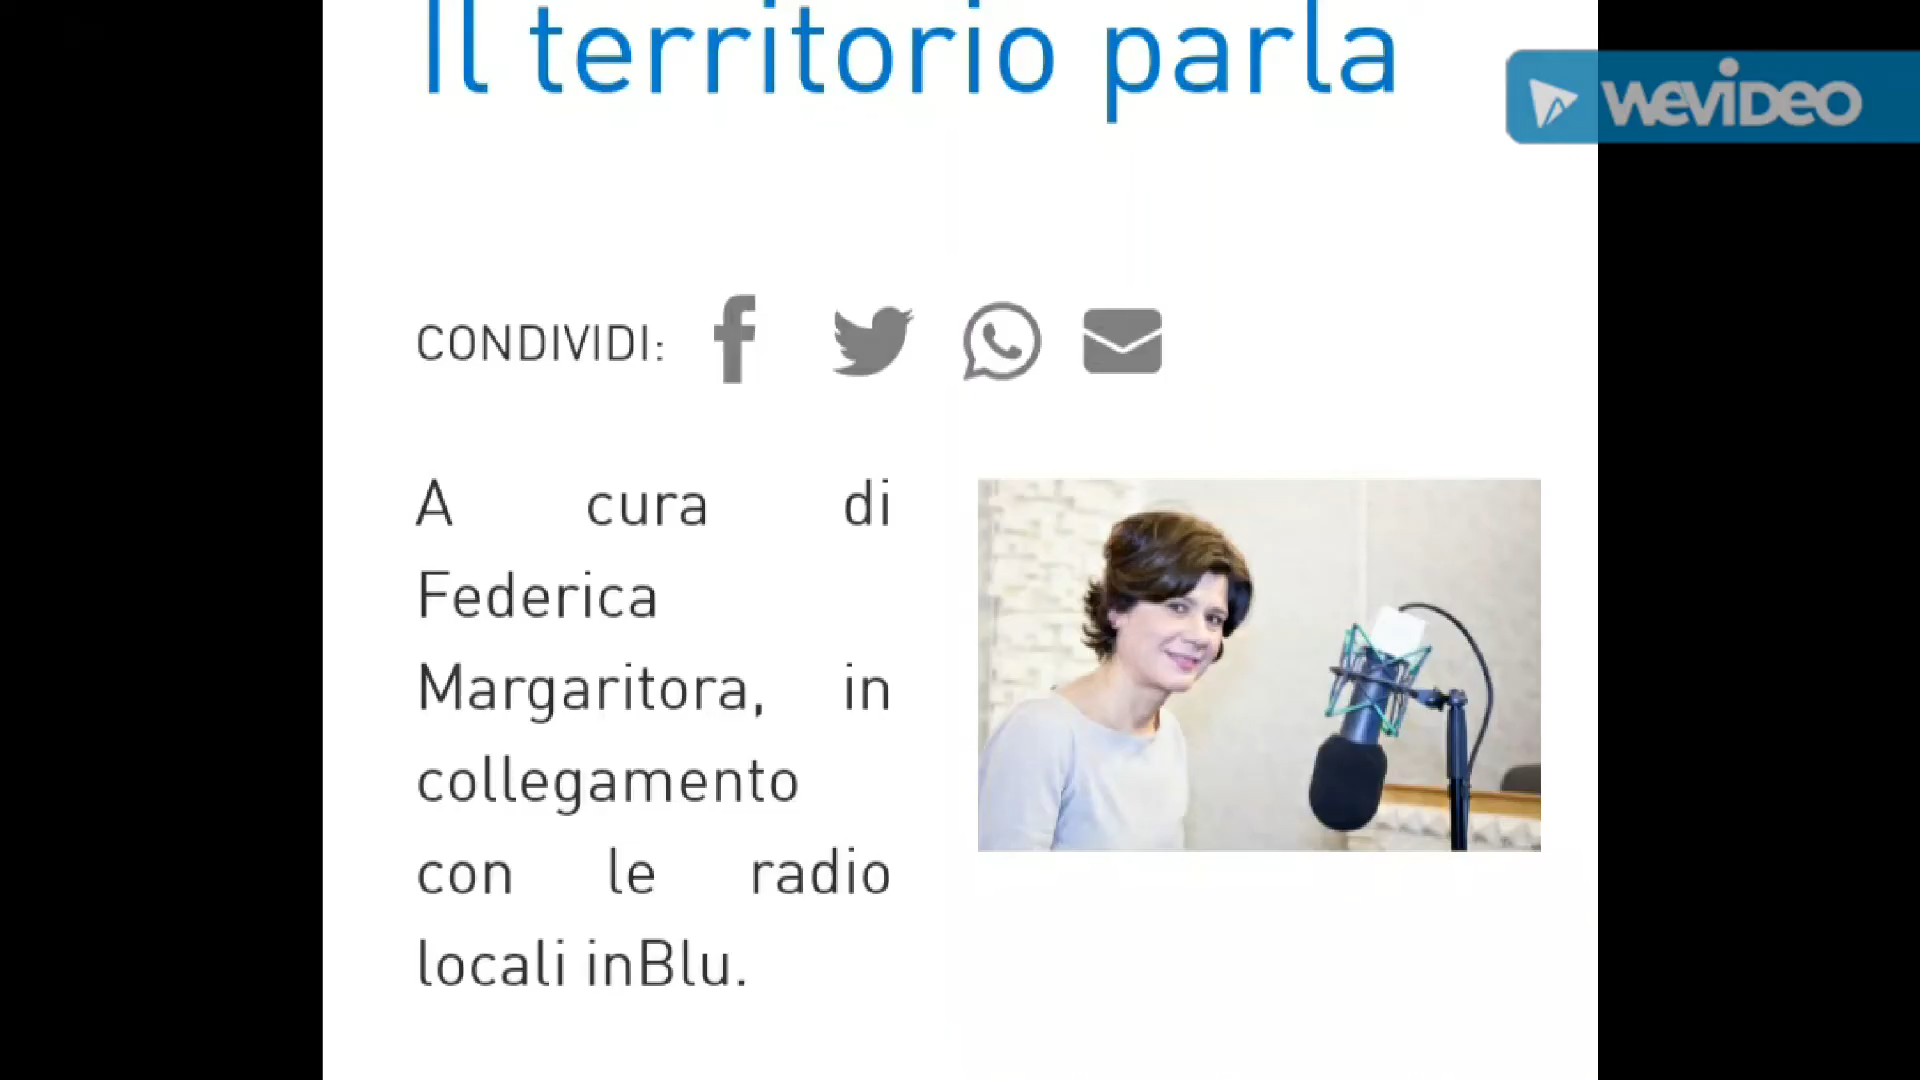 Il territorio parla
WEVIDEO
CONDIVIDI:
A cura di
Federica
Margaritora, in
collegamento
con le radio
locali inBlu.